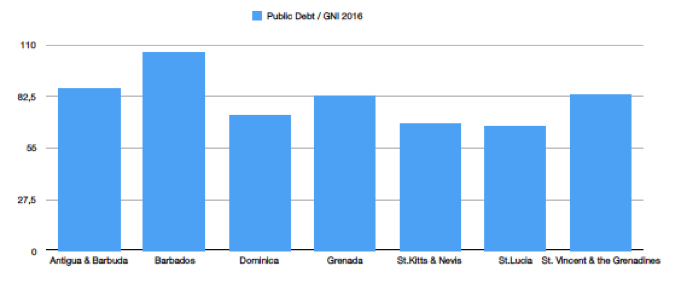 Public Debt / GNI 2016
110
82,5
55
27,5
0
Antigua & Barbuda Barbados Dominica Grenada St.Kitts & Nevis St.Lucia St. Vincent & the Grenadines